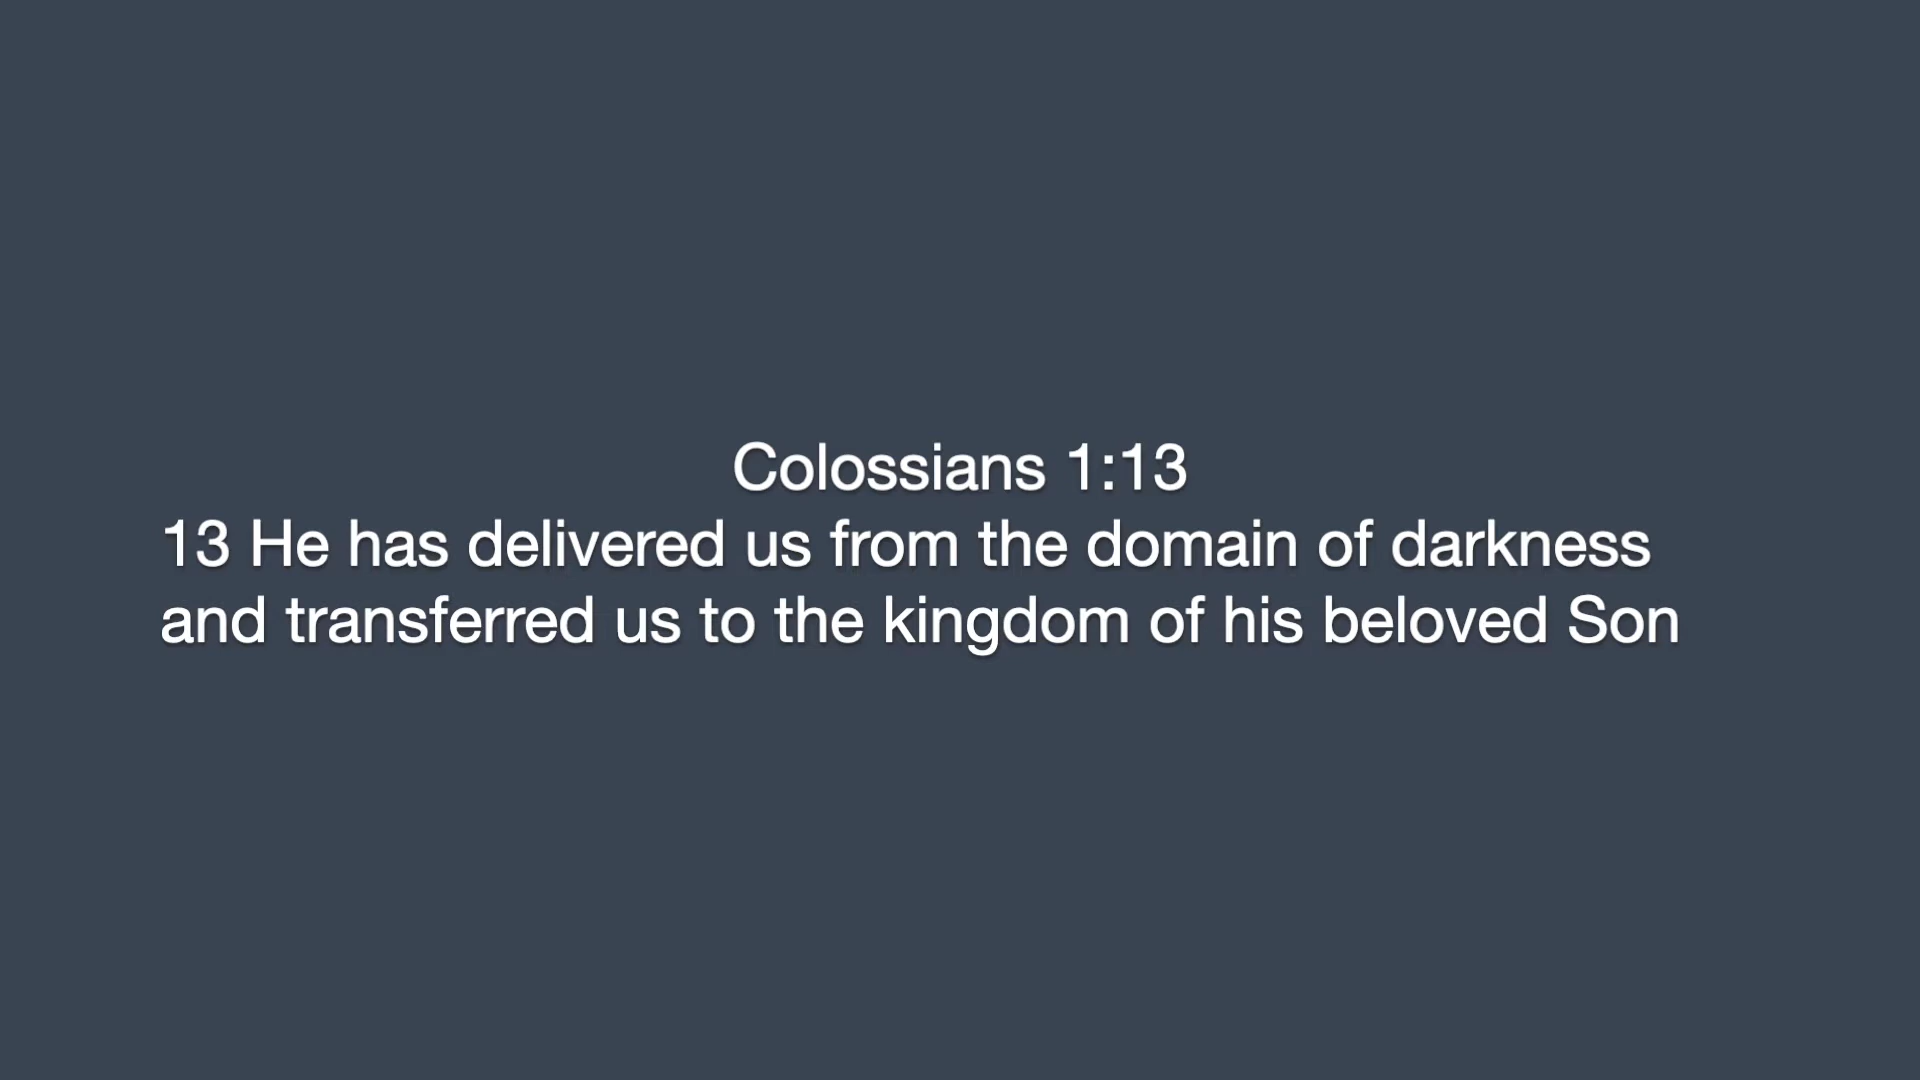 Colossians 1:13
13 He has delivered us from the domain of darkness
and transferred us to the kingdom of his beloved Son